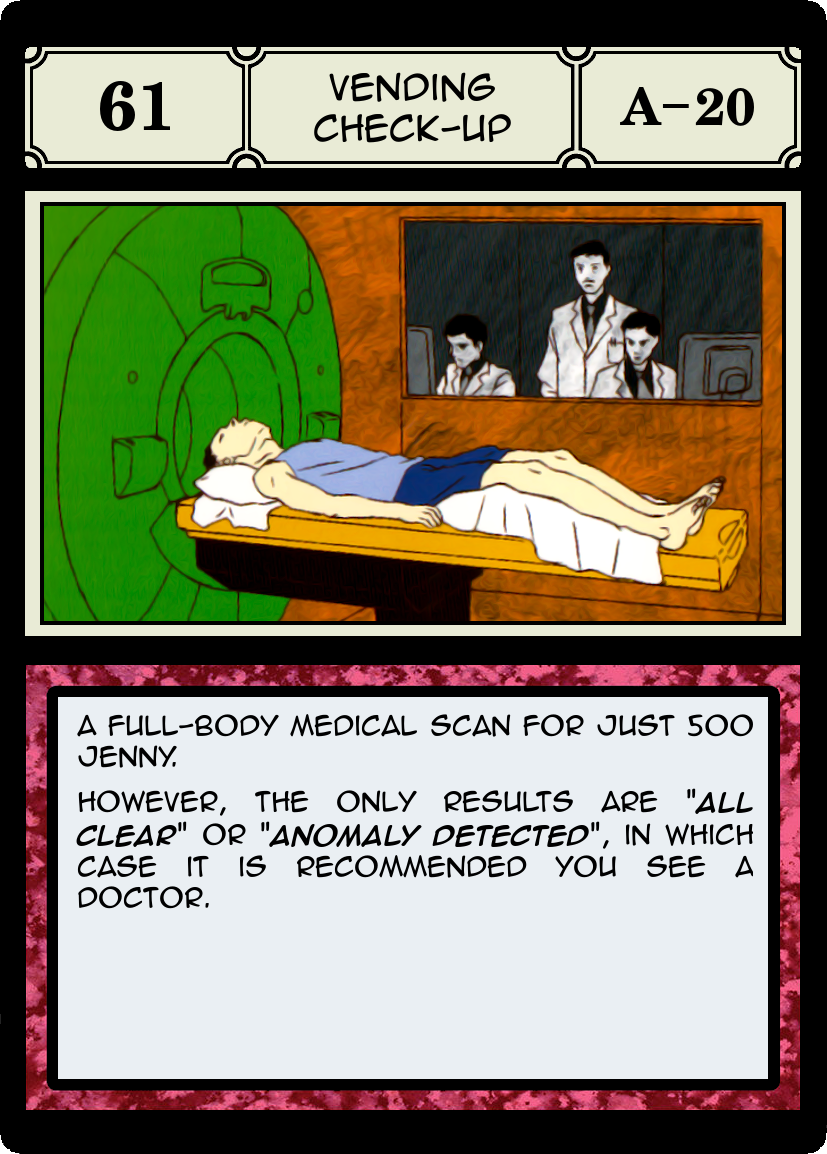 61
VENDING
CHECK-UP
A-20
A FULL-BODY MEDICAL SCAN FOR JUST 500
JENNY.
HOWEVER, THE ONLY RESULTS ARE "ALL
CLEAR" OR "ANOMALY DETECTED", IN WHICH
CASE IT IS RECOMMENDED YOU SEE A
DOCTOR.